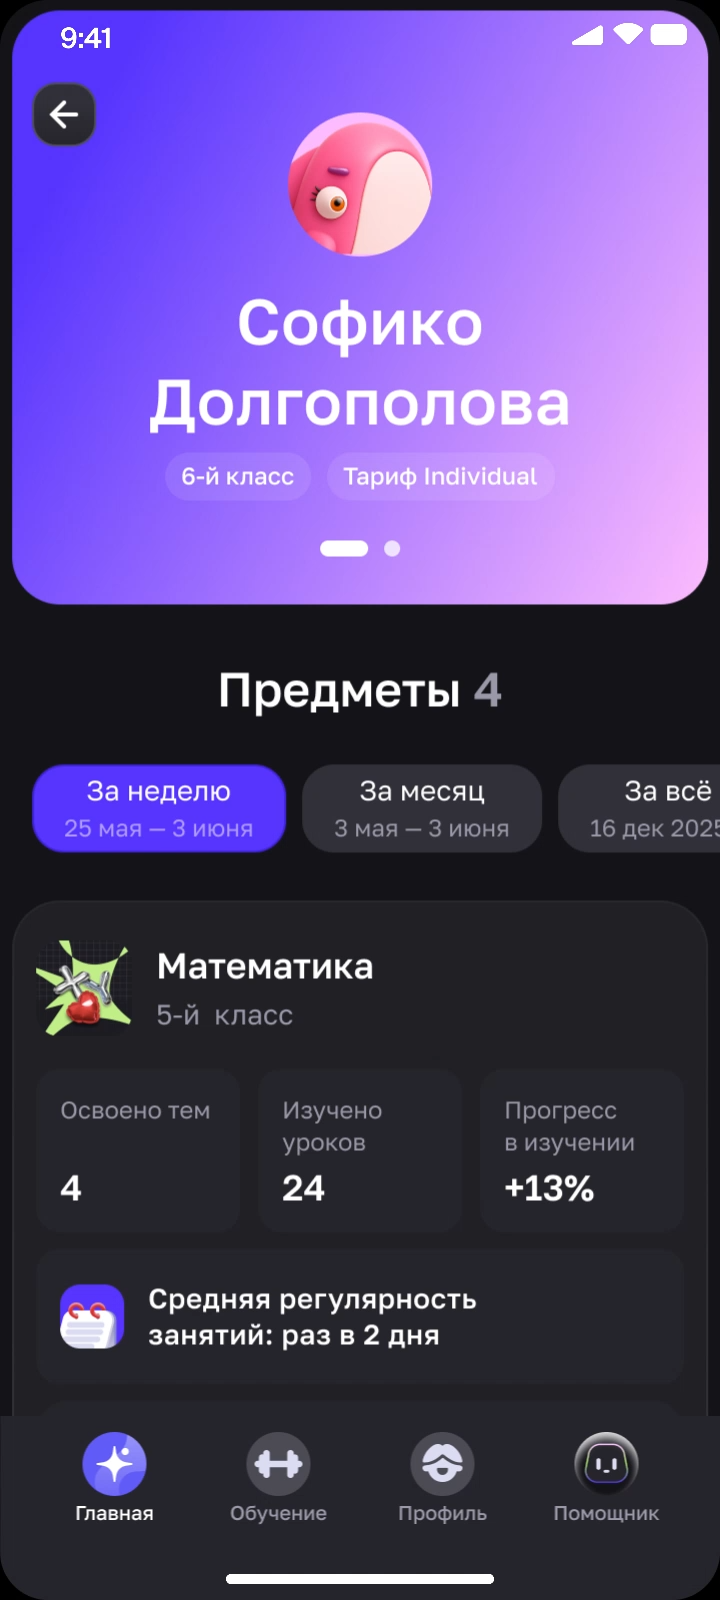 9:41
Софико
Долгополова
6-й класс
Тариф Individual
Предметы 4
За неделю
25 мая — 3 июня
За месяц
3 мая — 3 июня
За всё
16 дек 2025
Математика
5-й класс
Освоено тем
4
Изучено
уроков
24
Прогресс
в изучении
+13%
Средняя регулярность
занятий: раз в 2 дня
Главная
Обучение
Профиль
Помощник